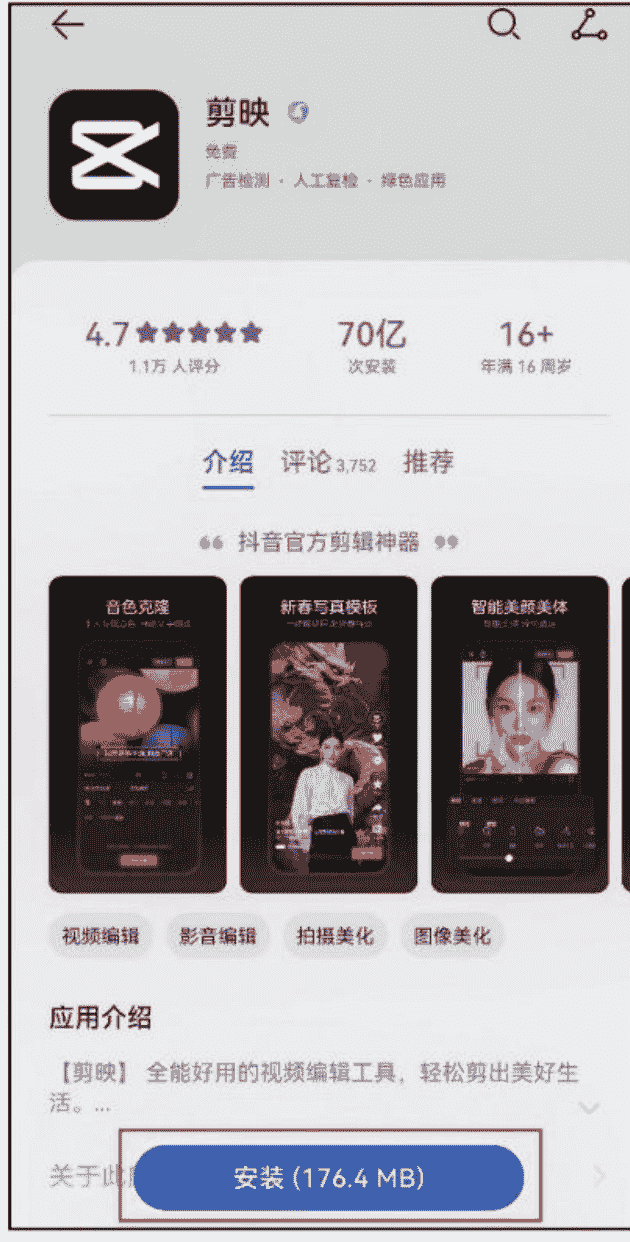 剪映
免费
广告检测 · 人工复检 · 绿色应用
4.7★★★★★
1.1万 人评分
70亿
次安装
16+
年满 16 周岁
介绍 评论 3,752 推荐
“ 抖音官方剪辑神器 ”
音色克隆
新春写真模板
智能美颜美体
视频编辑 影音编辑 拍摄美化 图像美化
应用介绍
【剪映】 全能好用的视频编辑工具，轻松剪出美好生
活。...
关于此
安装 (176.4 MB)